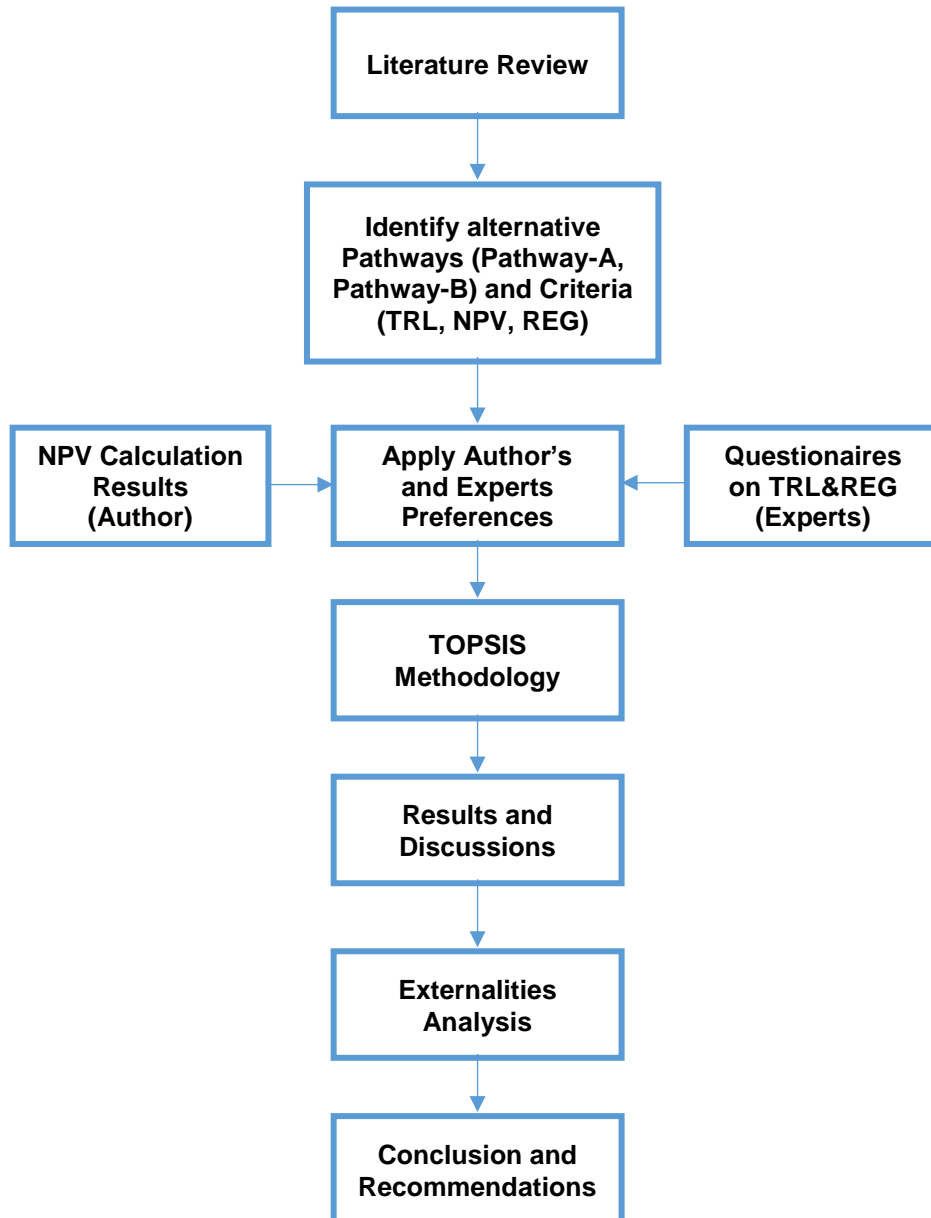 Literature Review
Identify alternative
Pathways (Pathway-A,
Pathway-B) and Criteria
(TRL, NPV, REG)
NPV Calculation
Results
(Author)
Apply Author’s
and Experts
Preferences
Questionaires
on TRL&REG
(Experts)
TOPSIS
Methodology
Results and
Discussions
Externalities
Analysis
Conclusion and
Recommendations